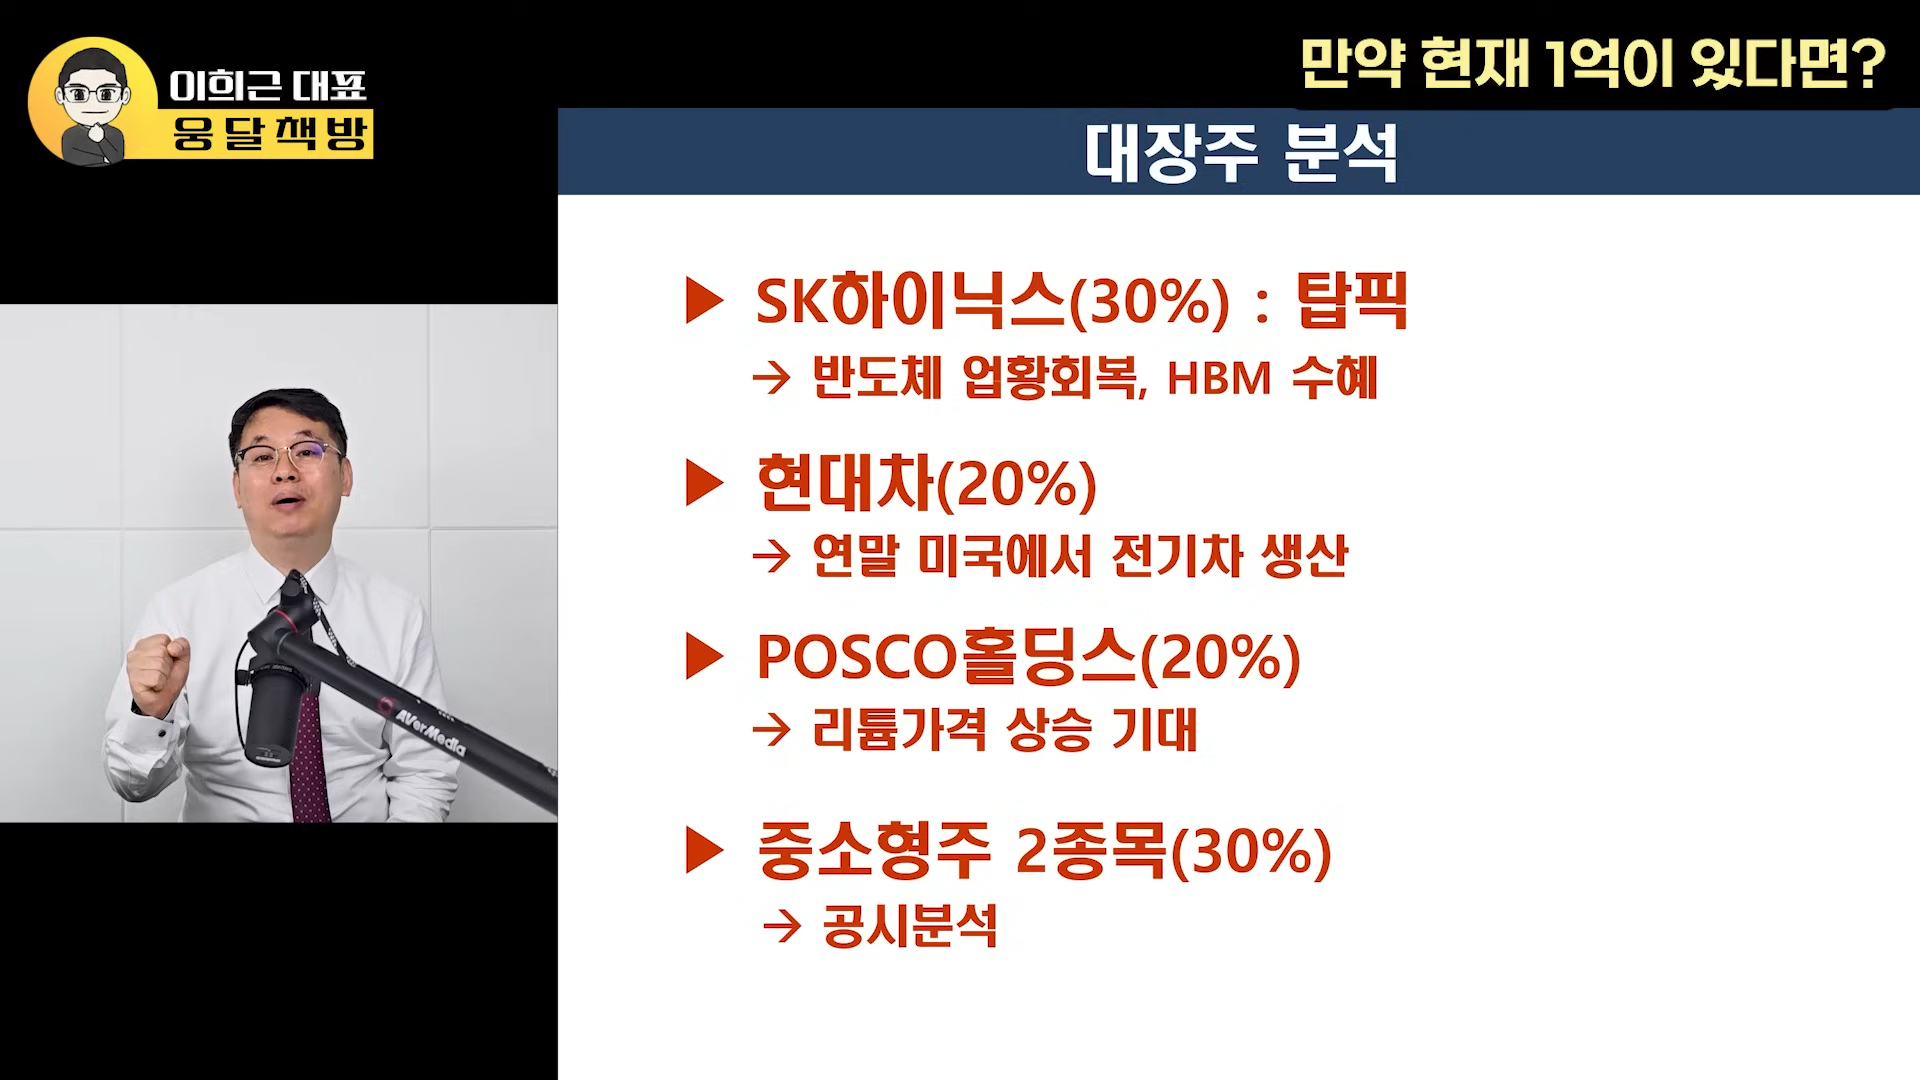 이희근 대표
웅달책방
만약 현재 1억이 있다면?
대장주 분석
▶ SK하이닉스(30%) : 탑픽
→ 반도체 업황회복, HBM 수혜
▶ 현대차(20%)
→ 연말 미국에서 전기차 생산
▶ POSCO홀딩스(20%)
→ 리튬가격 상승 기대
▶ 중소형주 2종목(30%)
→ 공시분석
AVerMedia